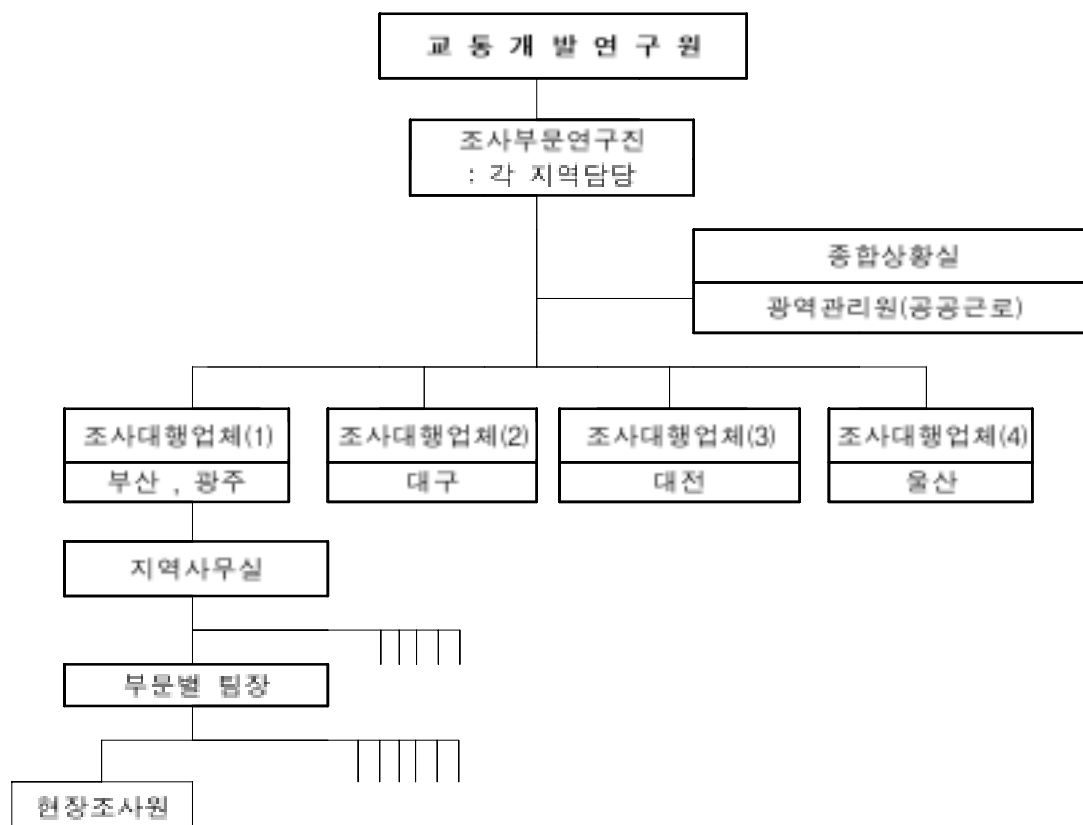 교 통 개 발 연 구 원
조사부문연구진
: 각 지역담당
종합상황실
광역관리원(공공근로)
조사대행업체(1)
부산 , 광주
조사대행업체(2)
대구
조사대행업체(3)
대전
조사대행업체(4)
울산
지역사무실
부문별 팀장
현장조사원